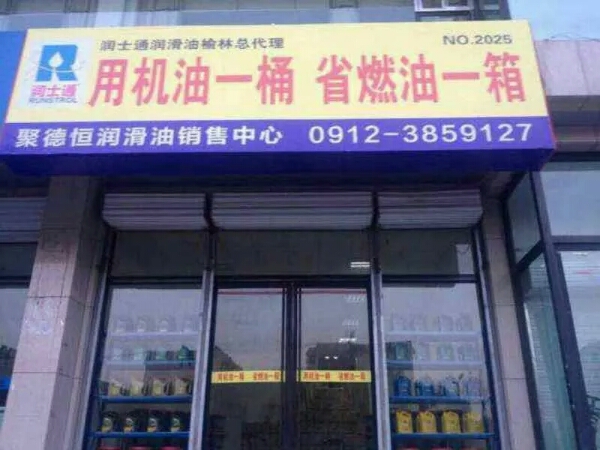 润士通润滑油榆林总代理
NO.2025
润士通
RUNSTROL
用机油一桶 省燃油一箱
聚德恒润滑油销售中心 0912-3859127
用机油一桶 省燃油一箱